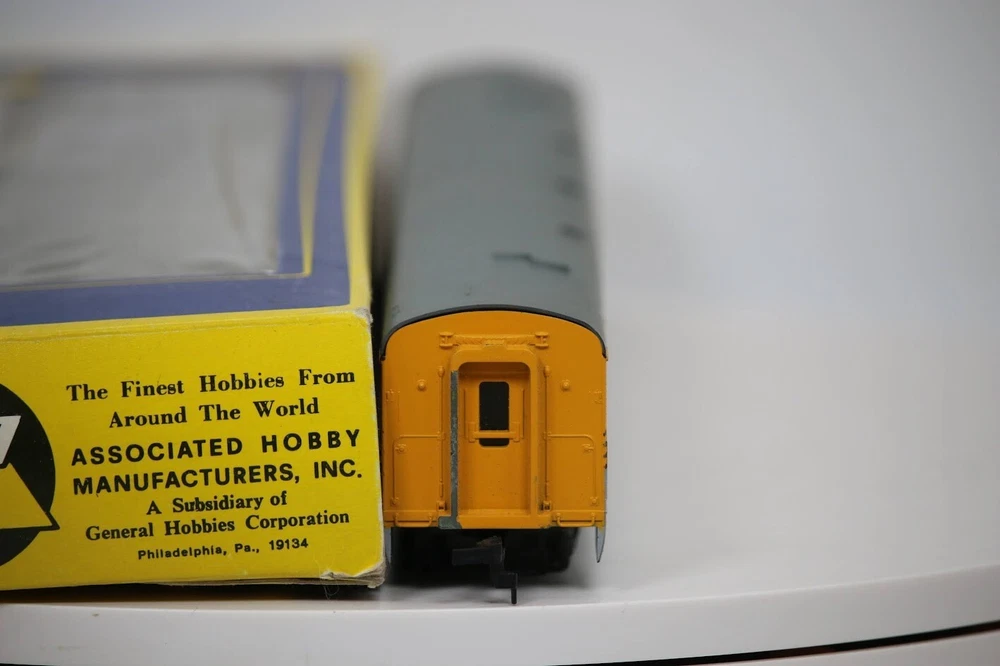 The Finest Hobbies From
Around The World
ASSOCIATED HOBBY
MANUFACTURERS, INC.
A Subsidiary of
General Hobbies Corporation
Philadelphia, Pa., 19134